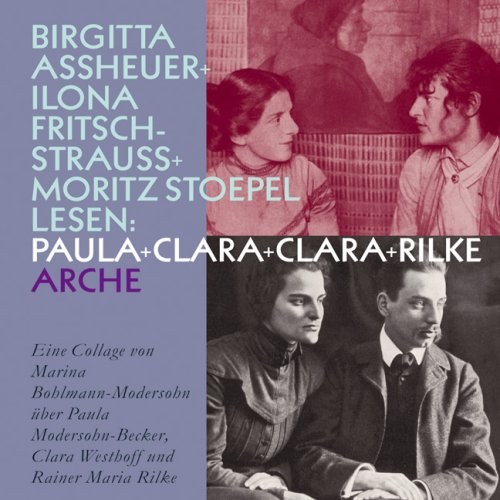 BIRGITTA
ASSHEUER+
ILONA
FRITSCH-
STRAUSS+
MORITZ STOEPEL
LESEN:
PAULA+CLARA+CLARA+RILKE
ARCHE
Eine Collage von
Marina
Bohlmann-Modersohn
über Paula
Modersohn-Becker,
Clara Westhoff und
Rainer Maria Rilke